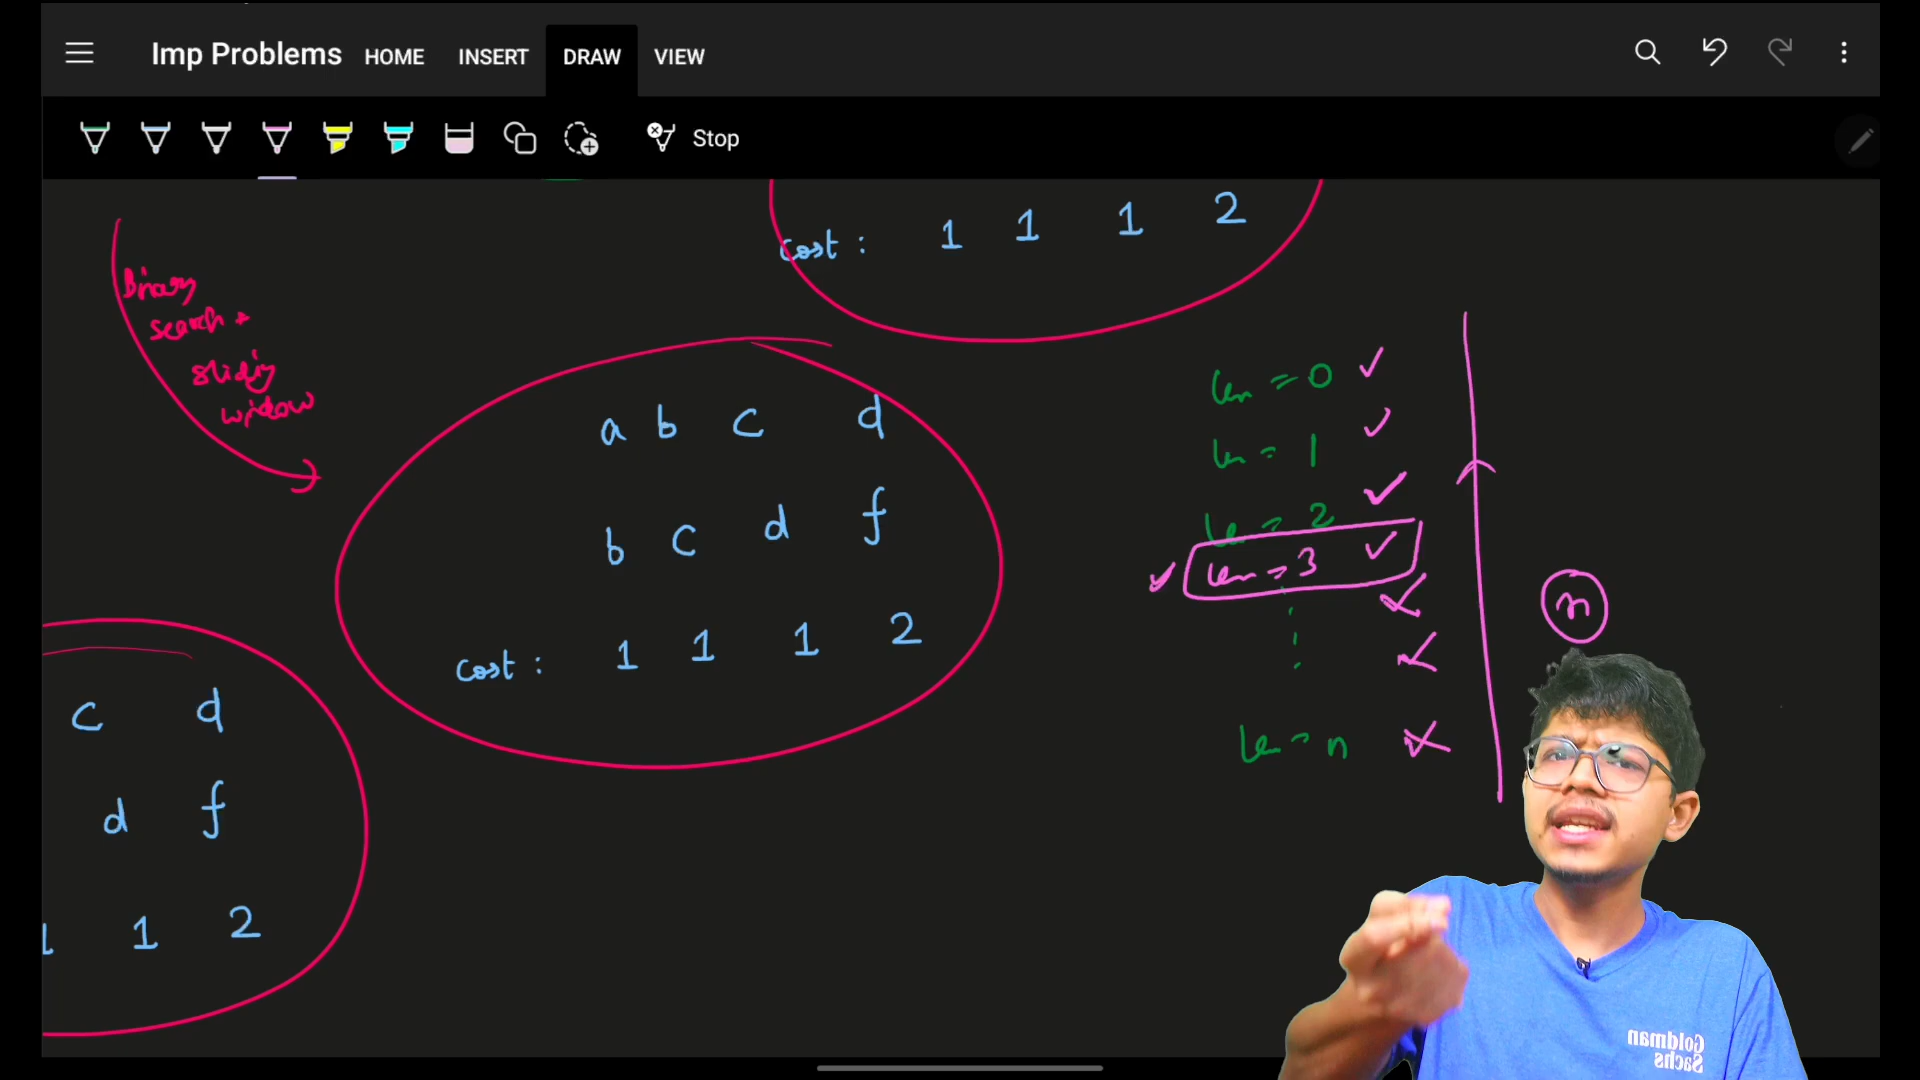 Imp Problems HOME INSERT DRAW VIEW
Stop
Cost : 1 1 1 2
Binary
search +
sliding
window
a b c d
b c d f
Cost : 1 1 1 2
len = 0
len = 1
len = 2
len = 3
len = n
n
c d
d f
1 1 2
Goldman
Sachs